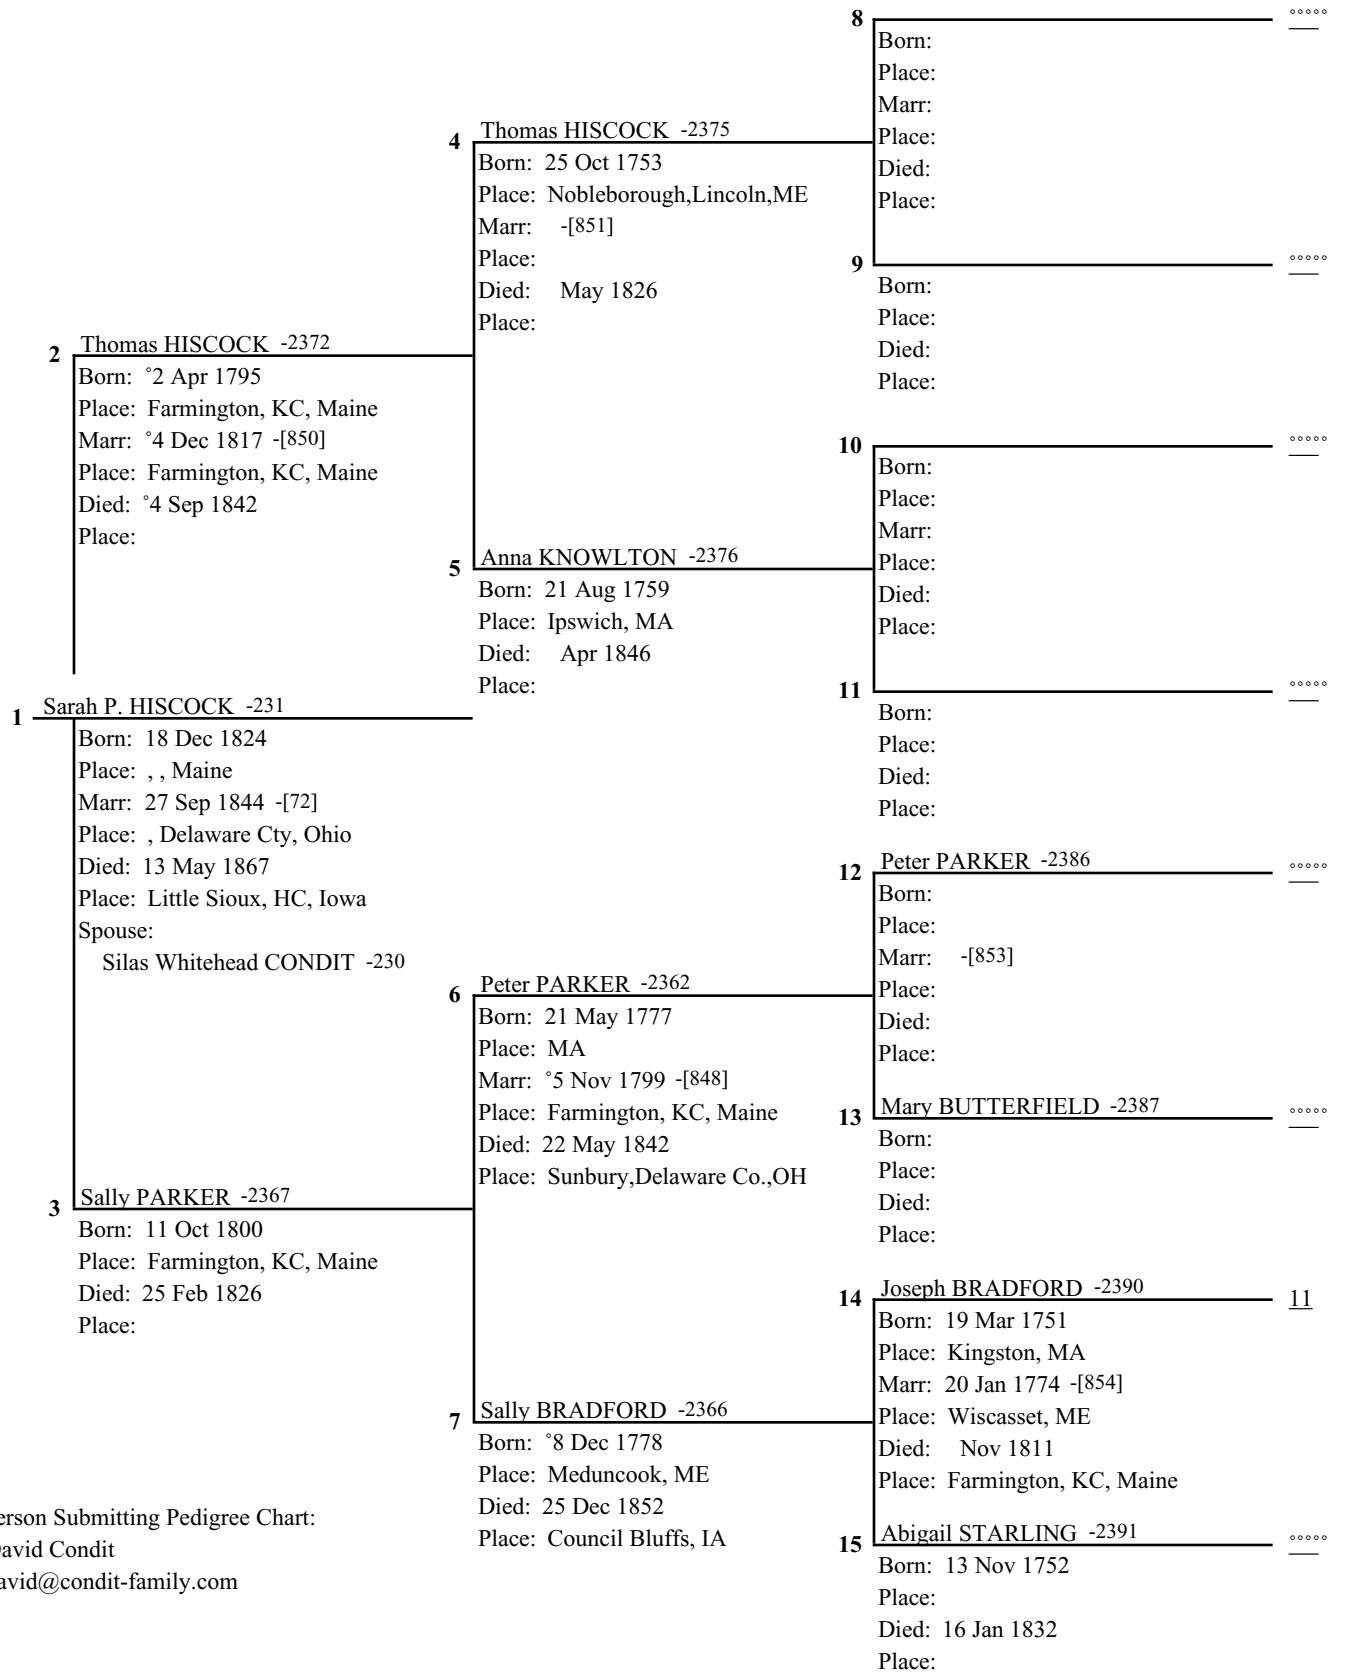 8 °°°°°
Born:
Place:
Marr:
Place:
Died:
Place:
4 Thomas HISCOCK -2375
Born: 25 Oct 1753
Place: Nobleborough,Lincoln,ME
Marr: -[851]
Place:
Died: May 1826
Place:
9 °°°°°
Born:
Place:
Died:
Place:
2 Thomas HISCOCK -2372
Born: °2 Apr 1795
Place: Farmington, KC, Maine
Marr: °4 Dec 1817 -[850]
Place: Farmington, KC, Maine
Died: °4 Sep 1842
Place:
10 °°°°°
Born:
Place:
Marr:
Place:
Died:
Place:
5 Anna KNOWLTON -2376
Born: 21 Aug 1759
Place: Ipswich, MA
Died: Apr 1846
Place:
11 °°°°°
Born:
Place:
Died:
Place:
1 Sarah P. HISCOCK -231
Born: 18 Dec 1824
Place: , , Maine
Marr: 27 Sep 1844 -[72]
Place: , Delaware Cty, Ohio
Died: 13 May 1867
Place: Little Sioux, HC, Iowa
Spouse:
Silas Whitehead CONDIT -230
12 Peter PARKER -2386 °°°°°
Born:
Place:
Marr: -[853]
Place:
Died:
Place:
6 Peter PARKER -2362
Born: 21 May 1777
Place: MA
Marr: °5 Nov 1799 -[848]
Place: Farmington, KC, Maine
Died: 22 May 1842
Place: Sunbury,Delaware Co.,OH
13 Mary BUTTERFIELD -2387 °°°°°
Born:
Place:
Died:
Place:
3 Sally PARKER -2367
Born: 11 Oct 1800
Place: Farmington, KC, Maine
Died: 25 Feb 1826
Place:
14 Joseph BRADFORD -2390 11
Born: 19 Mar 1751
Place: Kingston, MA
Marr: 20 Jan 1774 -[854]
Place: Wiscasset, ME
Died: Nov 1811
Place: Farmington, KC, Maine
7 Sally BRADFORD -2366
Born: °8 Dec 1778
Place: Meduncook, ME
Died: 25 Dec 1852
Place: Council Bluffs, IA
15 Abigail STARLING -2391 °°°°°
Born: 13 Nov 1752
Place:
Died: 16 Jan 1832
Place:
erson Submitting Pedigree Chart:
David Condit
avid@condit-family.com